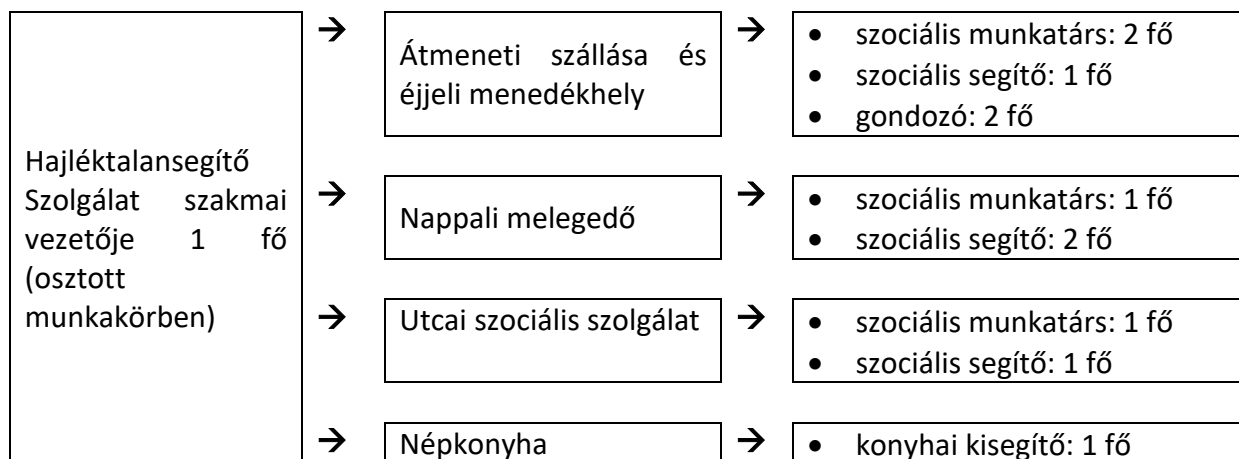 Hajléktalansegítő
Szolgálat szakmai
vezetője 1 fő
(osztott
munkakörben)
→ Átmeneti szállása és
éjjeli menedékhely
→ • szociális munkatárs: 2 fő
• szociális segítő: 1 fő
• gondozó: 2 fő
→ Nappali melegedő
→ • szociális munkatárs: 1 fő
• szociális segítő: 2 fő
→ Utcai szociális szolgálat
→ • szociális munkatárs: 1 fő
• szociális segítő: 1 fő
→ Népkonyha
→ • konyhai kisegítő: 1 fő